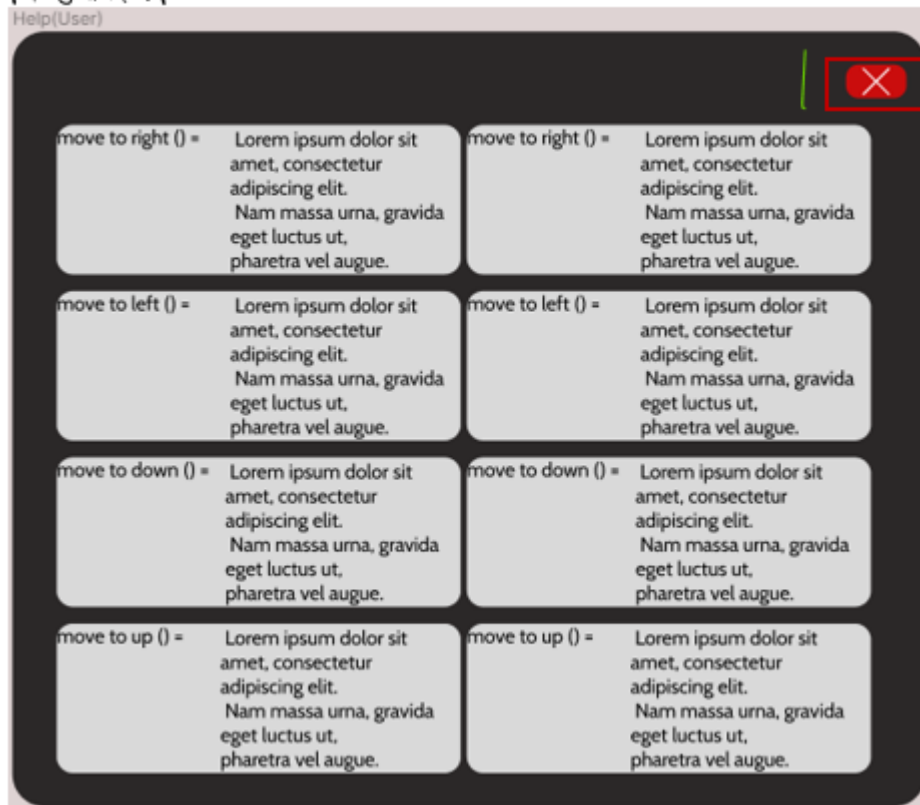 Help(User)
move to right () =
Lorem ipsum dolor sit
amet, consectetur
adipiscing elit.
Nam massa urna, gravida
eget luctus ut,
pharetra vel augue.
move to right () =
Lorem ipsum dolor sit
amet, consectetur
adipiscing elit.
Nam massa urna, gravida
eget luctus ut,
pharetra vel augue.
move to left () =
Lorem ipsum dolor sit
amet, consectetur
adipiscing elit.
Nam massa urna, gravida
eget luctus ut,
pharetra vel augue.
move to left () =
Lorem ipsum dolor sit
amet, consectetur
adipiscing elit.
Nam massa urna, gravida
eget luctus ut,
pharetra vel augue.
move to down () =
Lorem ipsum dolor sit
amet, consectetur
adipiscing elit.
Nam massa urna, gravida
eget luctus ut,
pharetra vel augue.
move to down () =
Lorem ipsum dolor sit
amet, consectetur
adipiscing elit.
Nam massa urna, gravida
eget luctus ut,
pharetra vel augue.
move to up () =
Lorem ipsum dolor sit
amet, consectetur
adipiscing elit.
Nam massa urna, gravida
eget luctus ut,
pharetra vel augue.
move to up () =
Lorem ipsum dolor sit
amet, consectetur
adipiscing elit.
Nam massa urna, gravida
eget luctus ut,
pharetra vel augue.